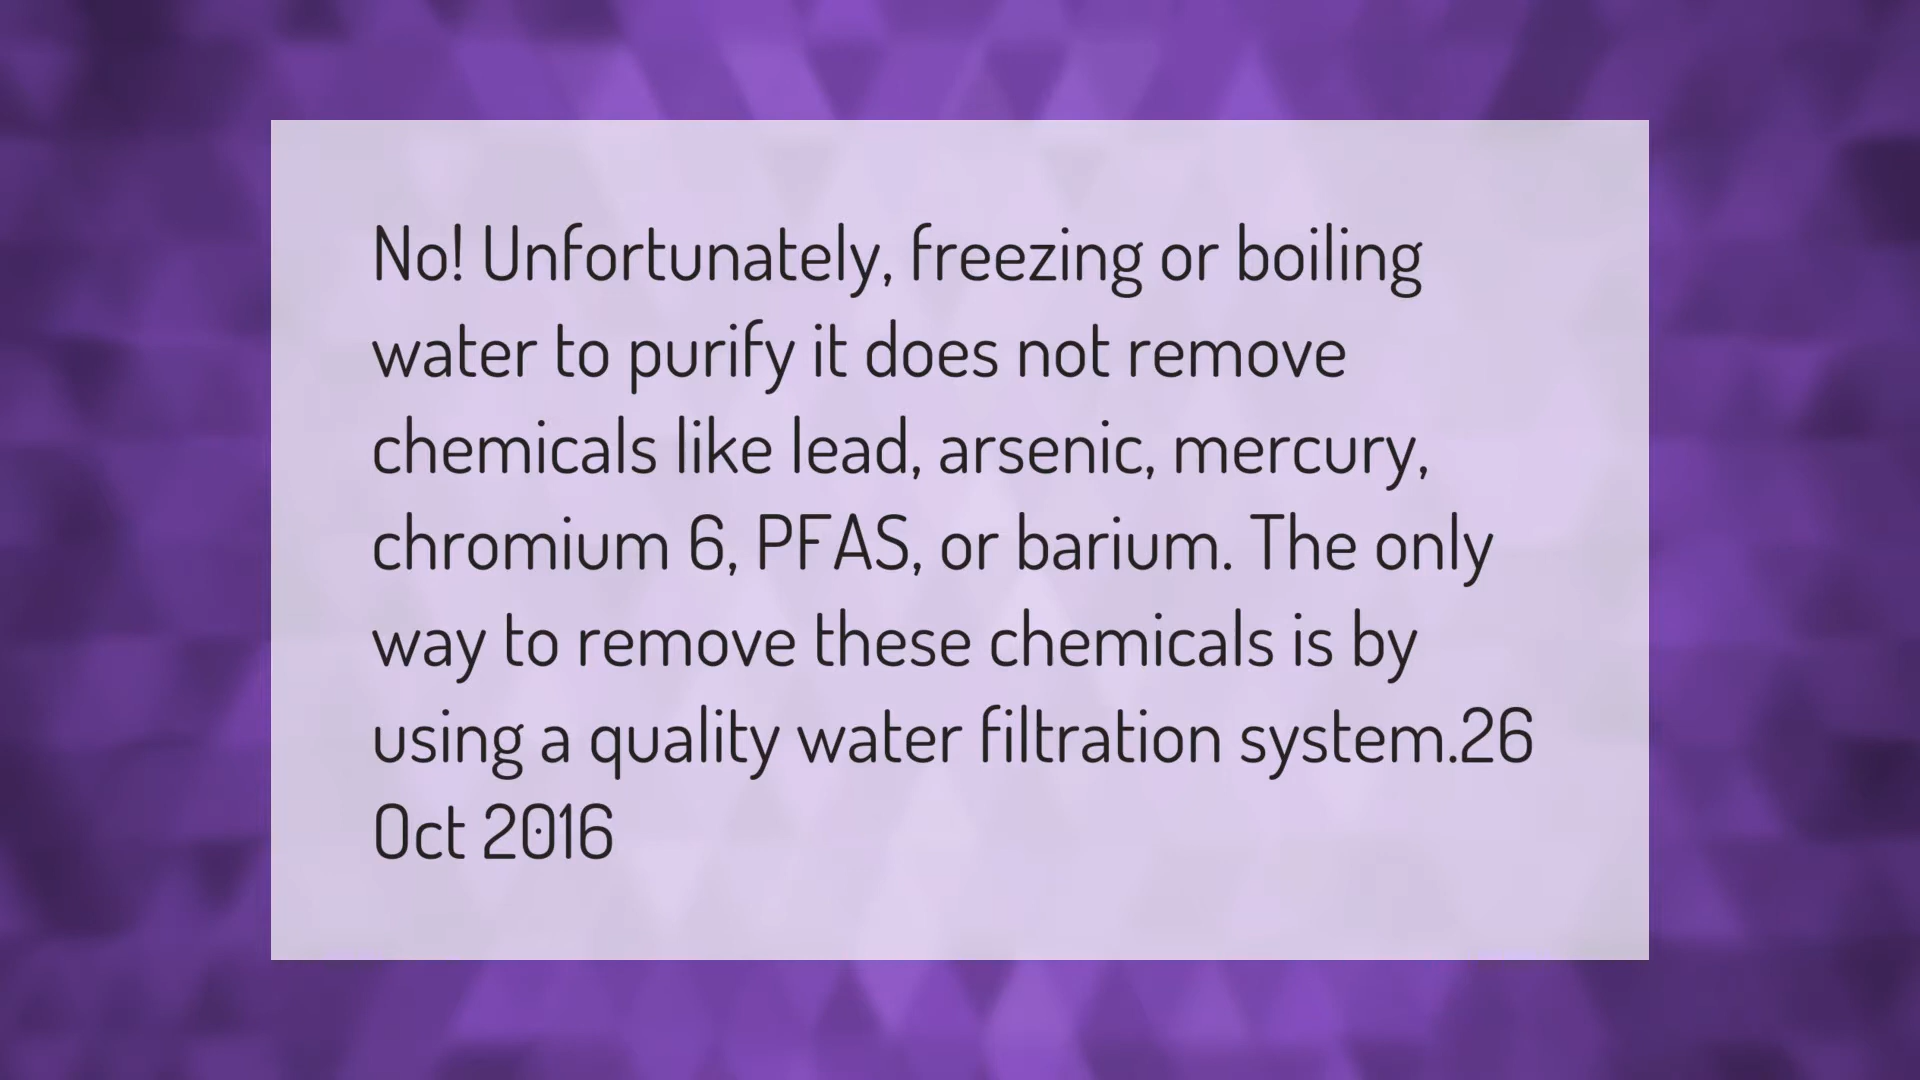 No! Unfortunately, freezing or boiling
water to purify it does not remove
chemicals like lead, arsenic, mercury,
chromium 6, PFAS, or barium. The only
way to remove these chemicals is by
using a quality water filtration system.26
Oct 2016